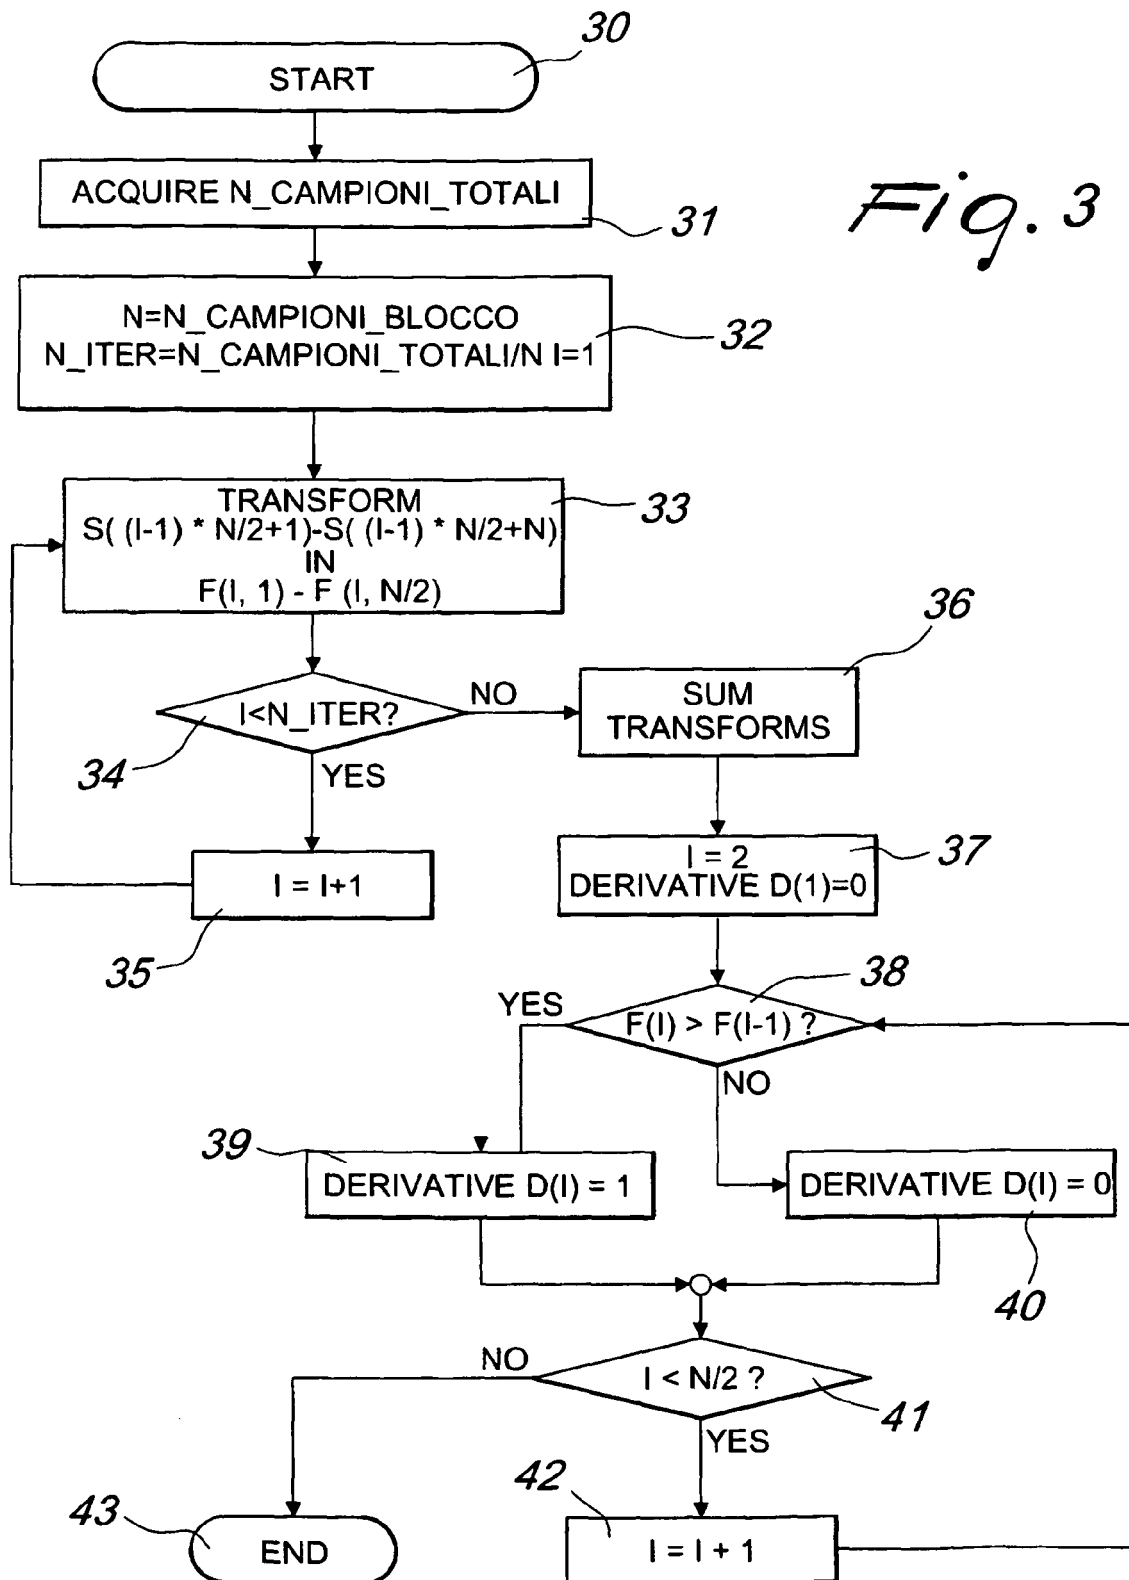 30
START
ACQUIRE N_CAMPIONI_TOTALI
31
Fig. 3
N=N_CAMPIONI_BLOCCO
N_ITER=N_CAMPIONI_TOTALI/N I=1
32
TRANSFORM
S( (I-1) * N/2+1)-S( (I-1) * N/2+N)
IN
F(I, 1) - F (I, N/2)
33
I<N_ITER?
34
NO
YES
36
SUM
TRANSFORMS
I = I+1
35
I = 2
DERIVATIVE D(1)=0
37
F(I) > F(I-1) ?
38
YES
NO
39
DERIVATIVE D(I) = 1
DERIVATIVE D(I) = 0
40
I < N/2 ?
41
NO
YES
43
END
42
I = I + 1